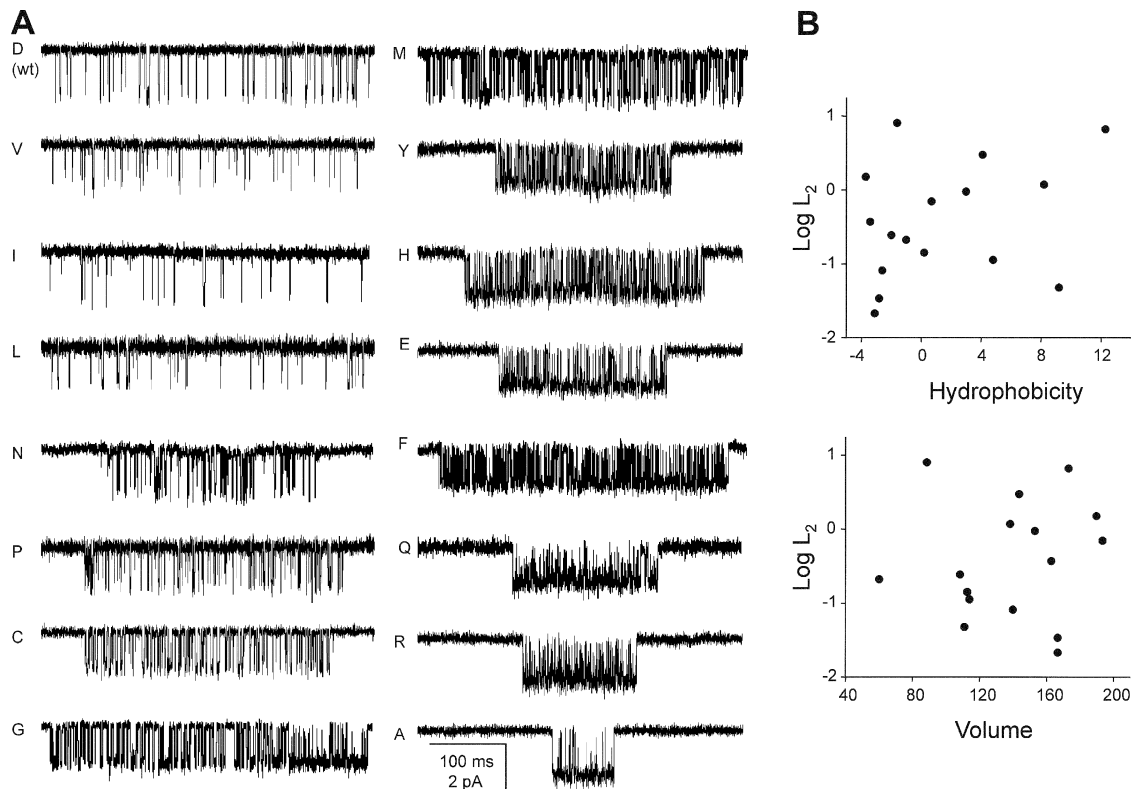 A
D
(wt)
V
I
L
N
P
C
G
M
Y
H
E
F
Q
R
A
100 ms
2 pA
B
1
0
-1
-2
Log L2
-4 0 4 8 12
Hydrophobicity
1
0
-1
-2
Log L2
40 80 120 160 200
Volume